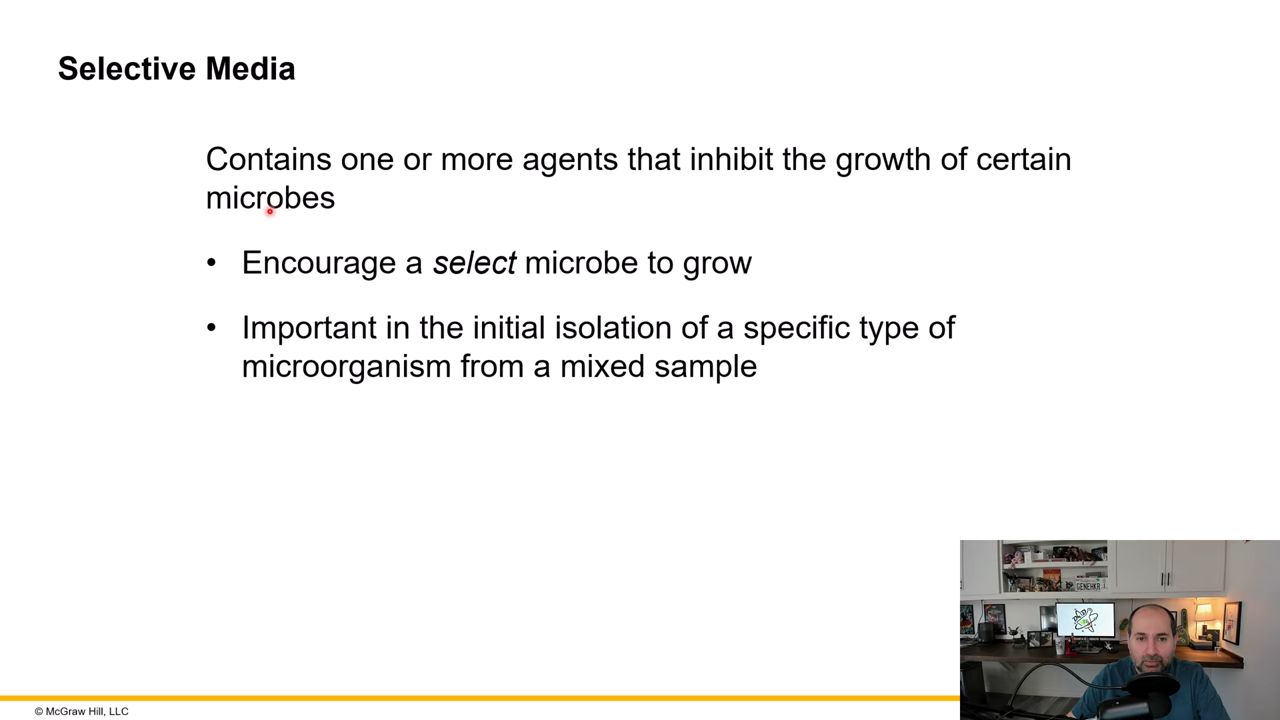 Selective Media
Contains one or more agents that inhibit the growth of certain
microbes
• Encourage a select microbe to grow
• Important in the initial isolation of a specific type of
microorganism from a mixed sample
GENEHKR
© McGraw Hill, LLC